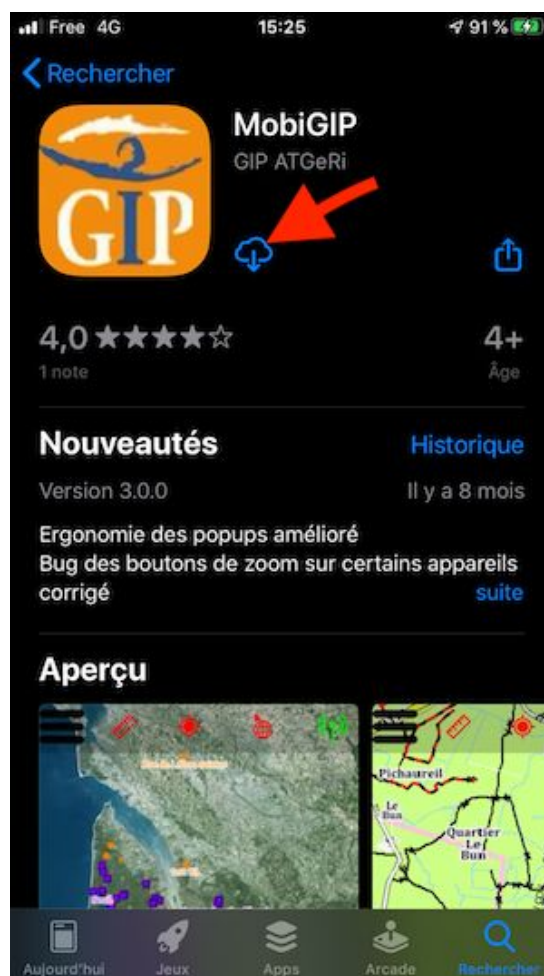 Free 4G 15:25 91 %
Rechercher
MobiGIP
GIP ATGeRi
GIP
4,0 ★★★★☆ 4+
1 note Âge
Nouveautés Historique
Version 3.0.0 Il y a 8 mois
Ergonomie des popups amélioré
Bug des boutons de zoom sur certains appareils
corrigé suite
Aperçu
Pichaureil
Le
Bun
Quartier
Le
Bun
Aujourd'hui Jeux Apps Arcade Rechercher